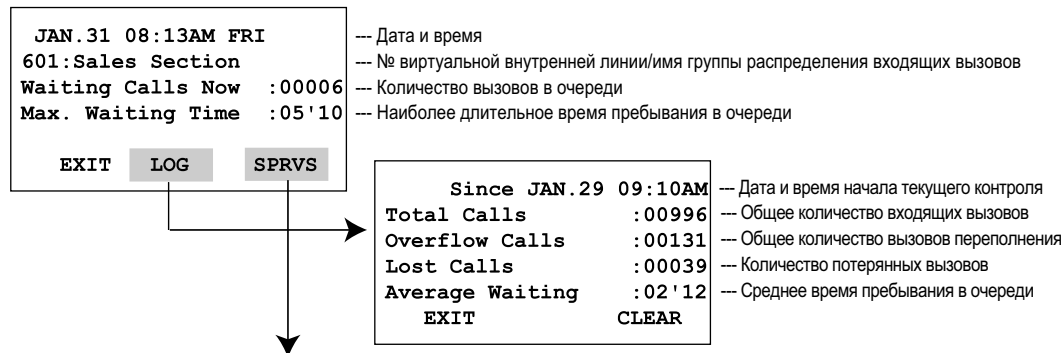 JAN.31 08:13AM FRI --- Дата и время
601:Sales Section --- № виртуальной внутренней линии/имя группы распределения входящих вызовов
Waiting Calls Now :00006 --- Количество вызовов в очереди
Max. Waiting Time :05'10 --- Наиболее длительное время пребывания в очереди
EXIT LOG SPRVS
Since JAN.29 09:10AM --- Дата и время начала текущего контроля
Total Calls :00996 --- Общее количество входящих вызовов
Overflow Calls :00131 --- Общее количество вызовов переполнения
Lost Calls :00039 --- Количество потерянных вызовов
Average Waiting :02'12 --- Среднее время пребывания в очереди
EXIT CLEAR